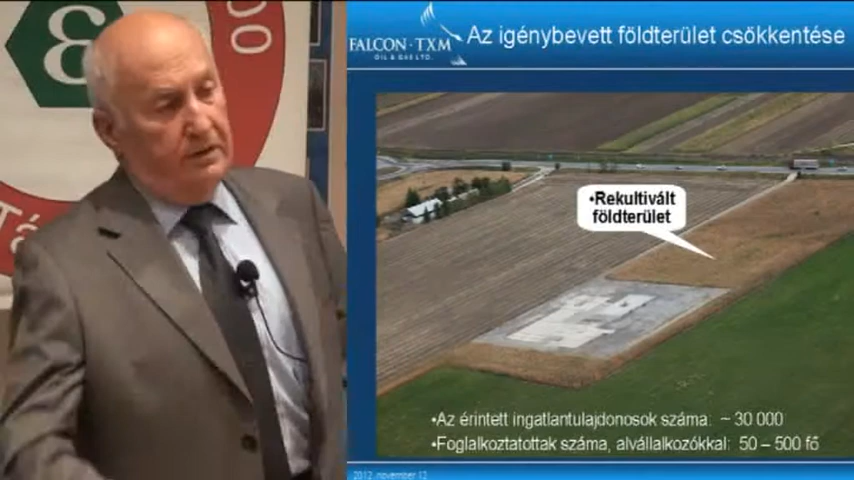 FALCON·TXM
OIL & GAS LTD.
Az igénybevett földterület csökkentése
•Rekultivált
földterület
•Az érintett ingatlantulajdonosok száma: ~ 30 000
•Foglalkoztatottak száma, alvállalkozókkal: 50 – 500 fő
2012. november 13